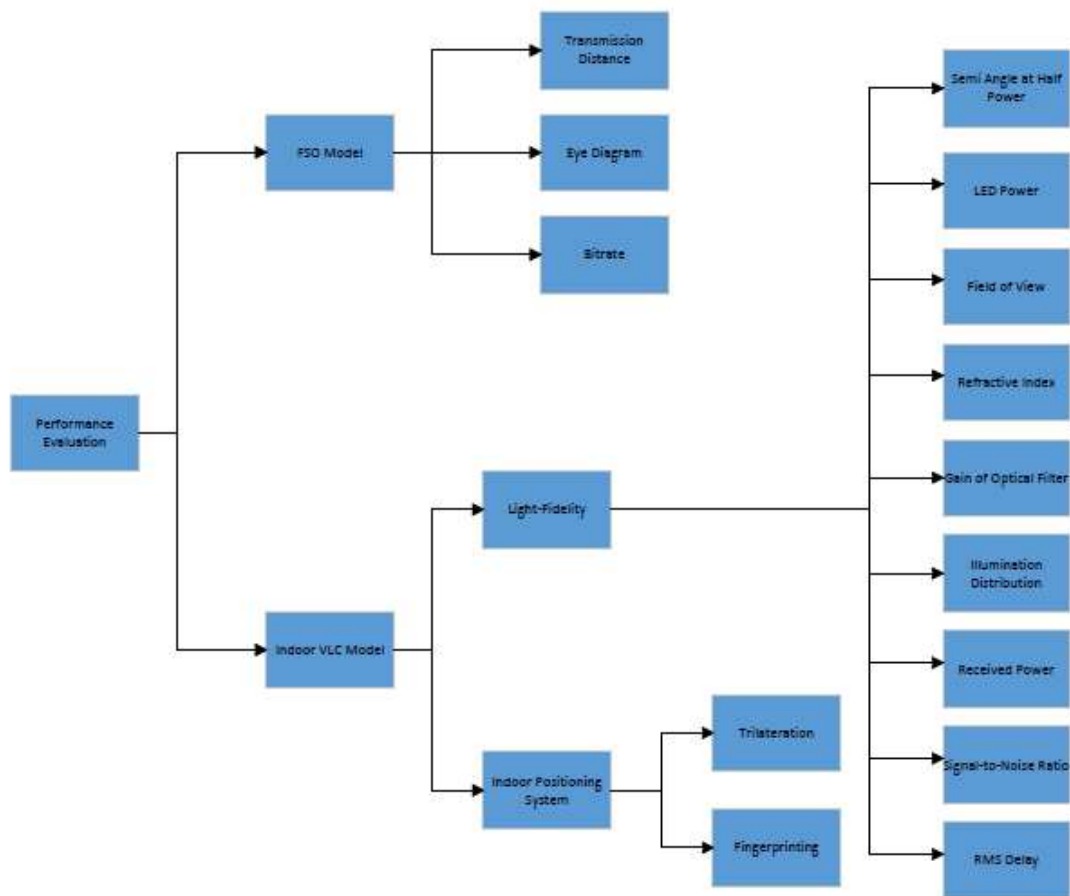 Performance
Evaluation
FSO Model
Transmission
Distance
Eye Diagram
Bitrate
Indoor VLC Model
Light-Fidelity
Semi Angle at Half
Power
LED Power
Field of View
Refractive Index
Gain of Optical Filter
Illumination
Distribution
Received Power
Signal-to-Noise Ratio
RMS Delay
Indoor Positioning
System
Trilateration
Fingerprinting